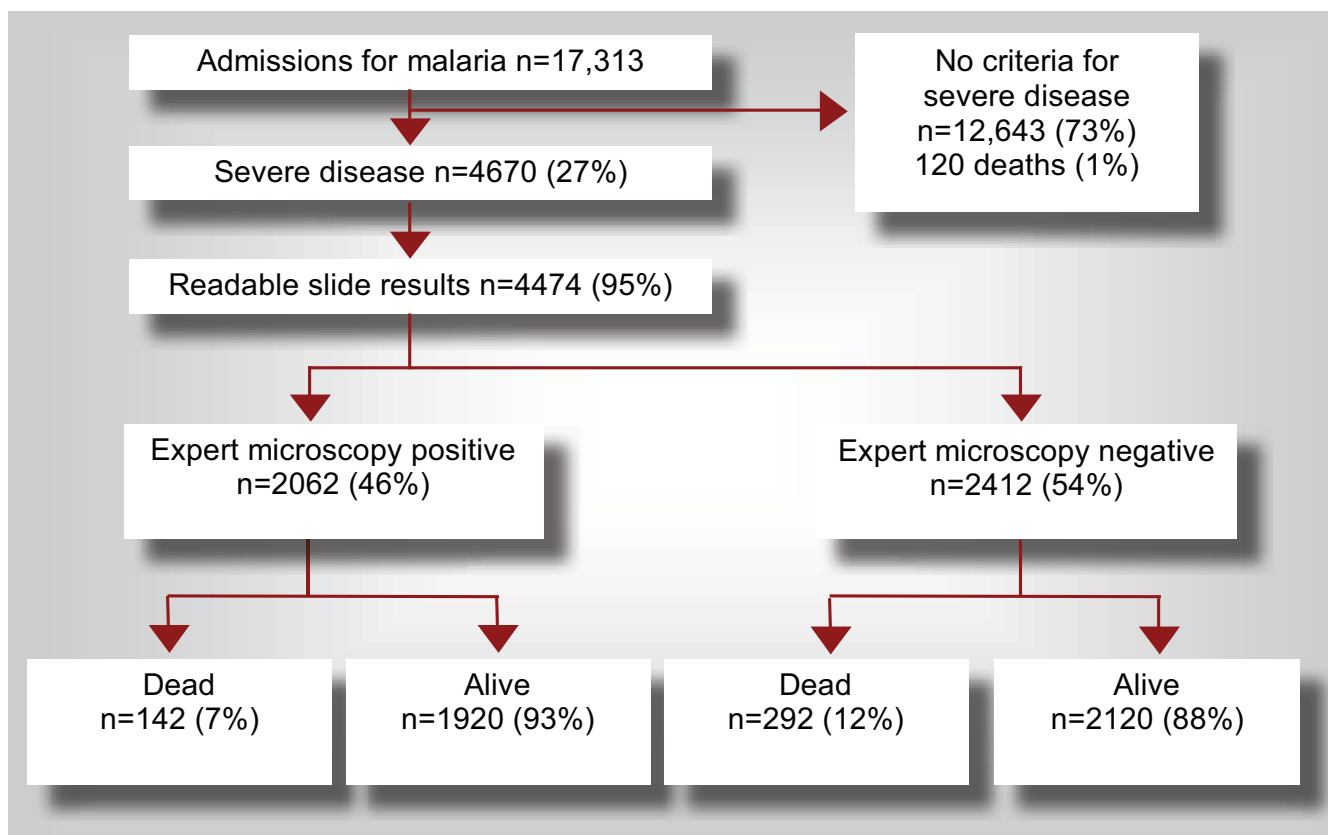 Admissions for malaria n=17,313
No criteria for
severe disease
n=12,643 (73%)
120 deaths (1%)
Severe disease n=4670 (27%)
Readable slide results n=4474 (95%)
Expert microscopy positive
n=2062 (46%)
Expert microscopy negative
n=2412 (54%)
Dead
n=142 (7%)
Alive
n=1920 (93%)
Dead
n=292 (12%)
Alive
n=2120 (88%)